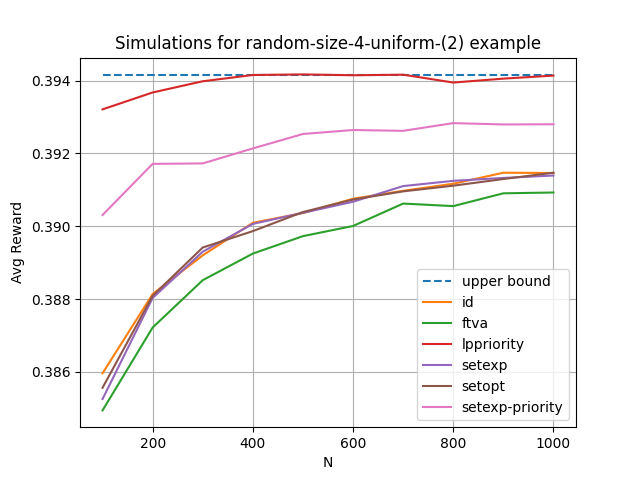 Simulations for random-size-4-uniform-(2) example
Avg Reward
0.394
0.392
0.390
0.388
0.386
200
400
600
800
1000
N
upper bound
id
ftva
lppriority
setexp
setopt
setexp-priority